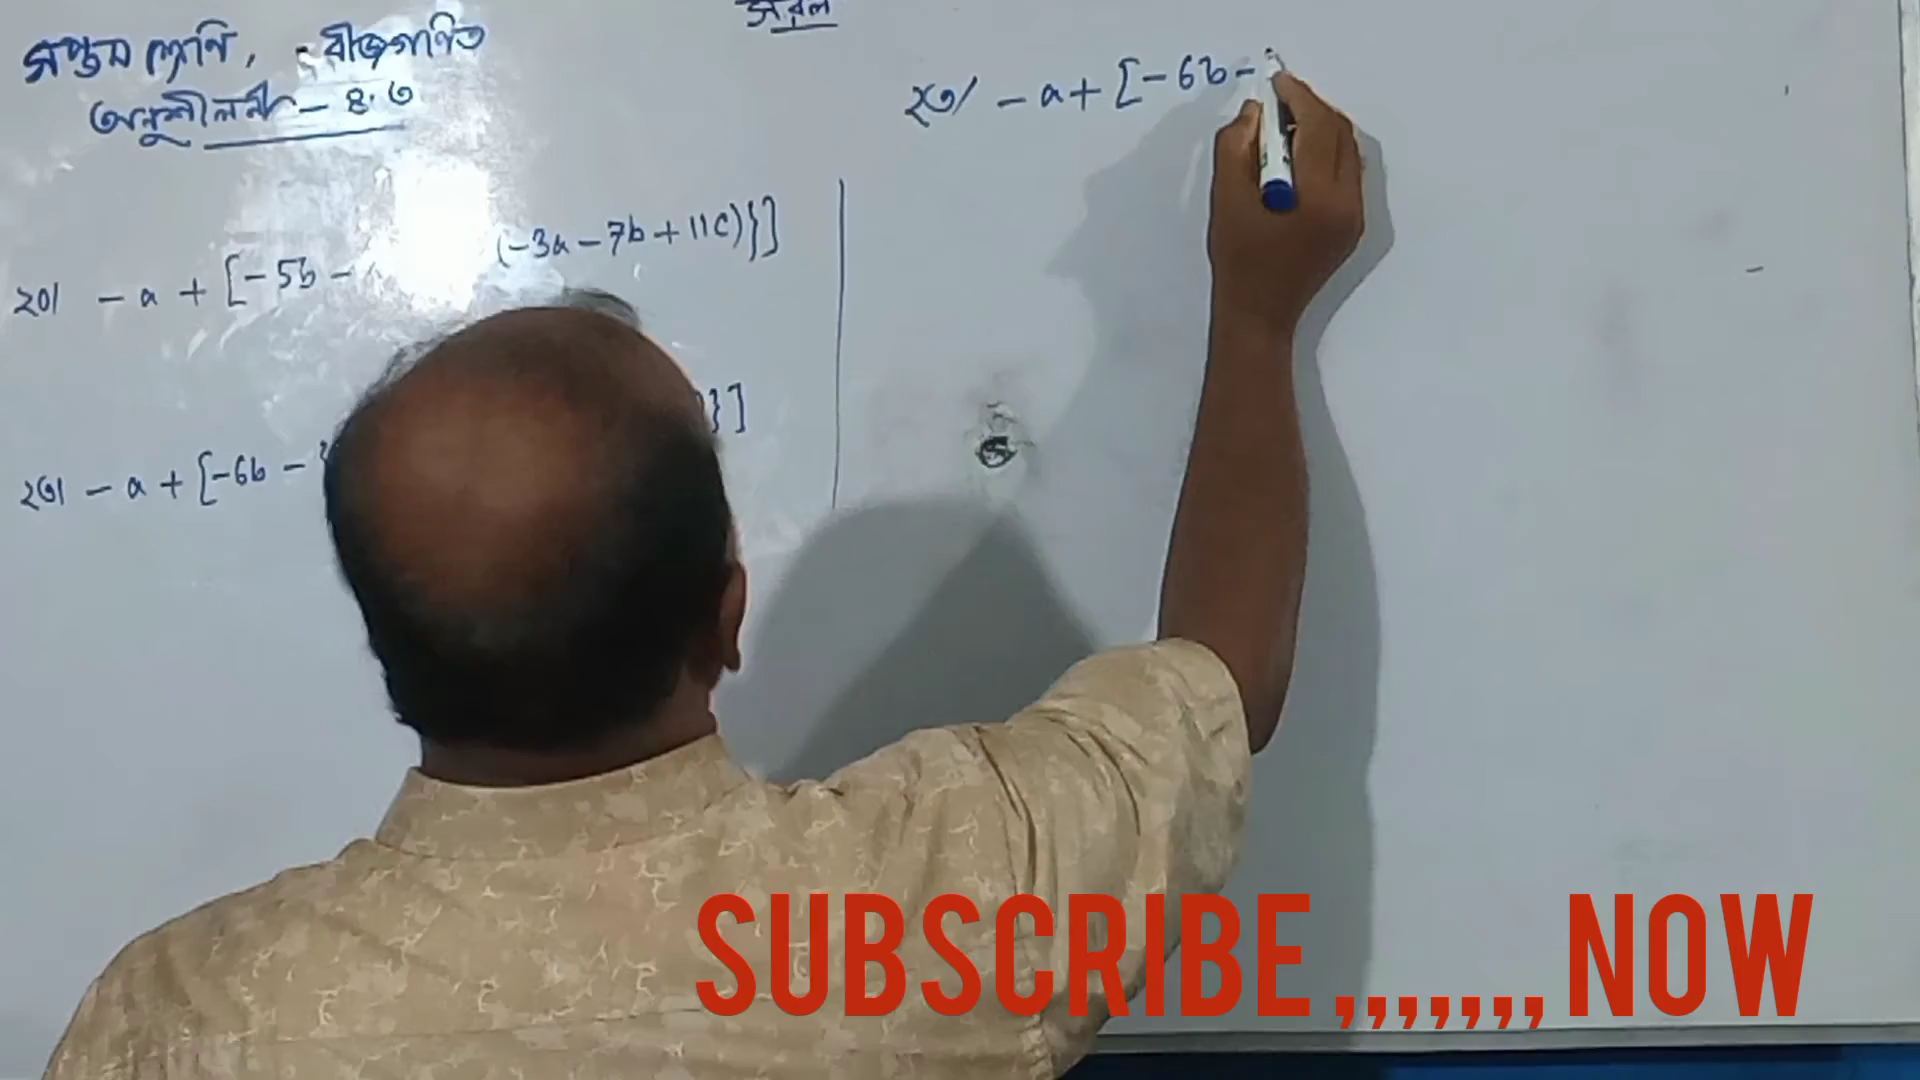 সপ্তম শ্রেণি, বীজগণিত
অনুশীলনী - ৪.৩
সরল
২০। - a + [-5b - (-3a - 7b + 11c)}]
২৩। - a + [-6b - { }]
২৩। - a + [-6b -
SUBSCRIBE,,,,,,,NOW